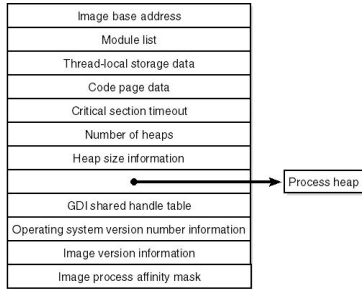 Image base address
Module list
Thread-local storage data
Code page data
Critical section timeout
Number of heaps
Heap size information
Process heap
GDI shared handle table
Operating system version number information
Image version information
Image process affinity mask